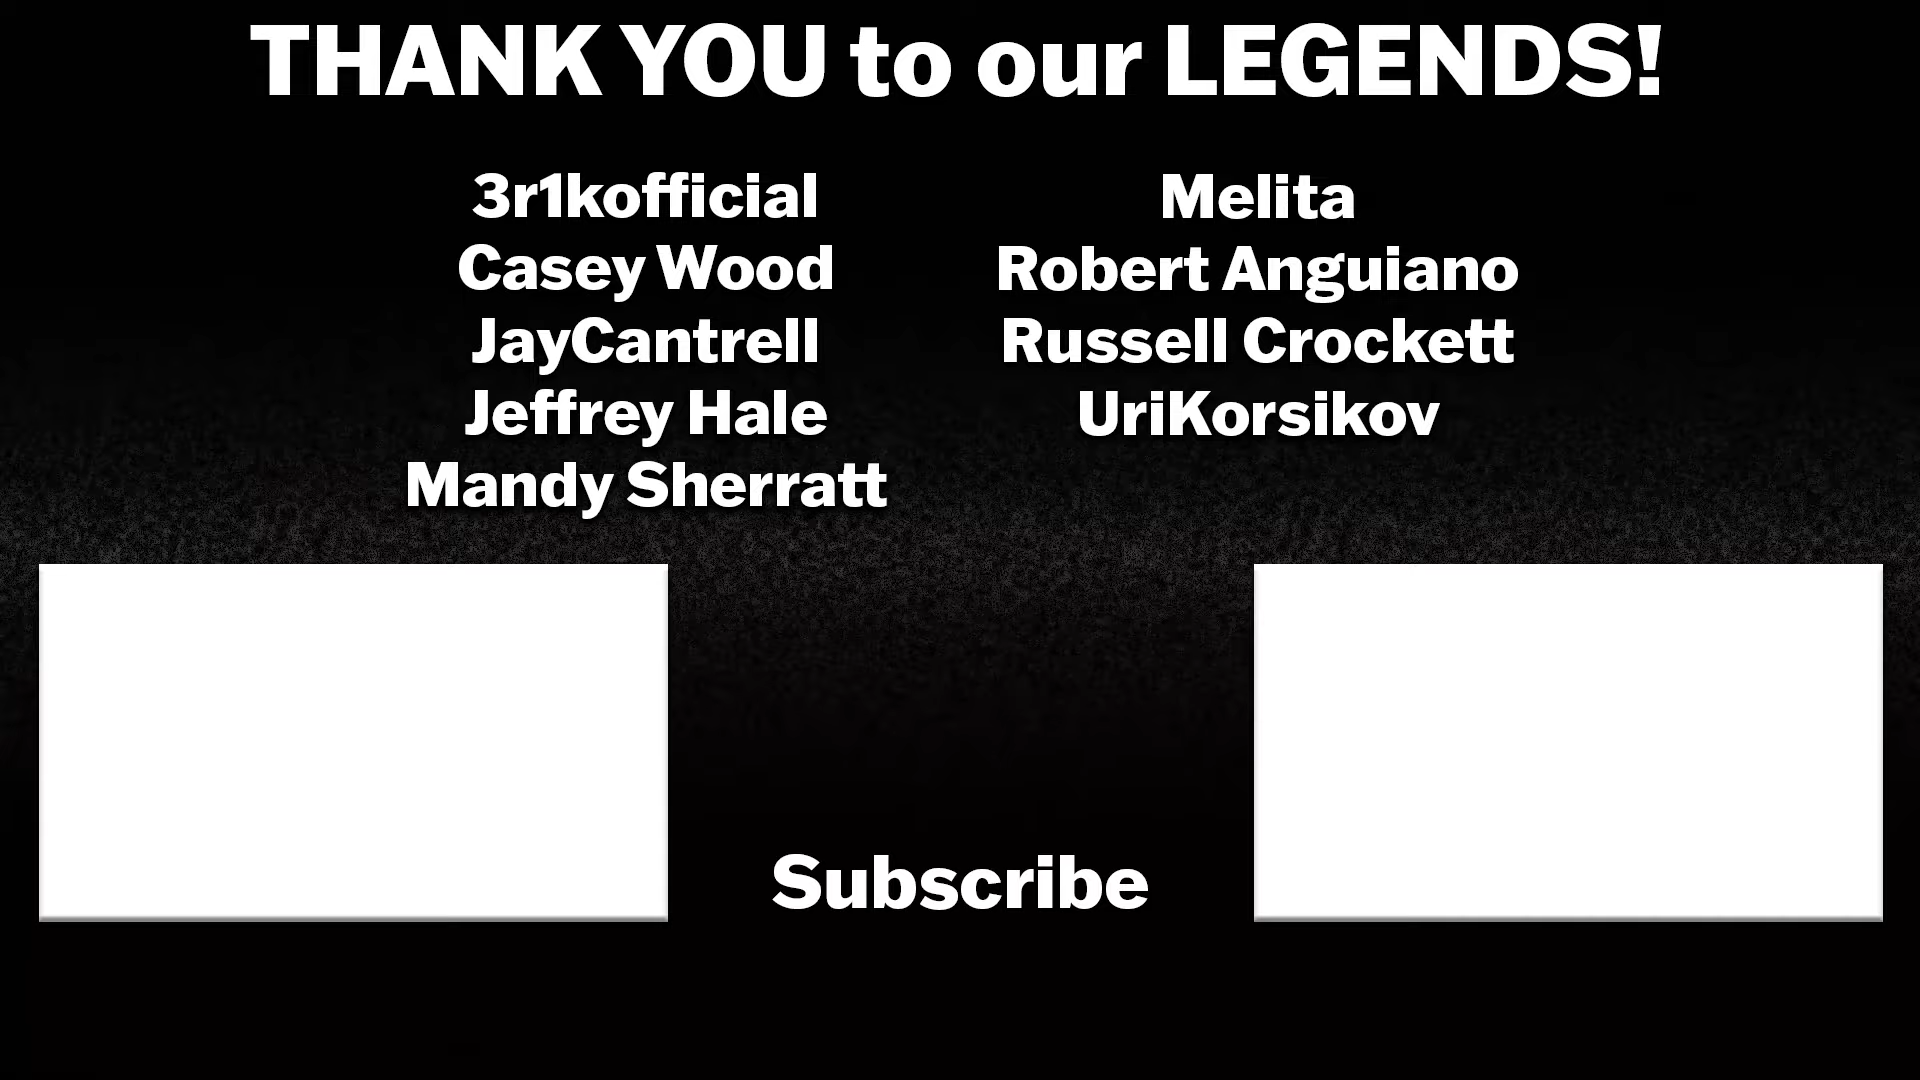 THANK YOU to our LEGENDS!
3r1kofficial
Casey Wood
JayCantrell
Jeffrey Hale
Mandy Sherratt
Melita
Robert Anguiano
Russell Crockett
UriKorsikov
Subscribe